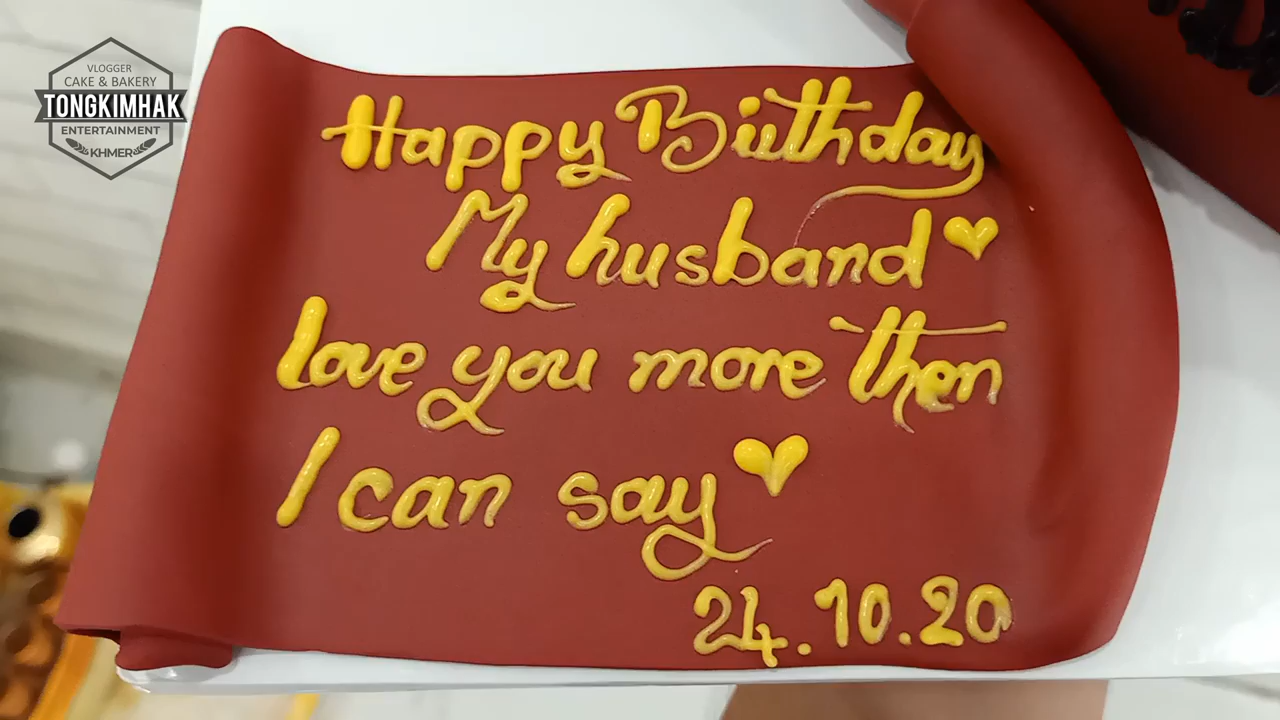 VLOGGER
CAKE & BAKERY
TONGKIMHAK
ENTERTAINMENT
KHMER
Happy Birthday
My husband
love you more then
I can say
24.10.20